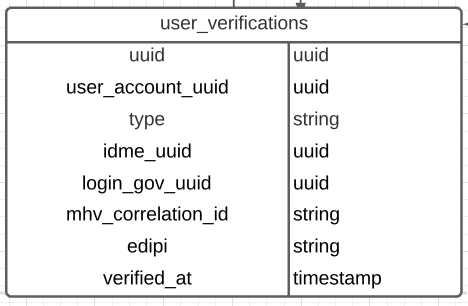 user_verifications
uuid uuid
user_account_uuid uuid
type string
idme_uuid uuid
login_gov_uuid uuid
mhv_correlation_id string
edipi string
verified_at timestamp